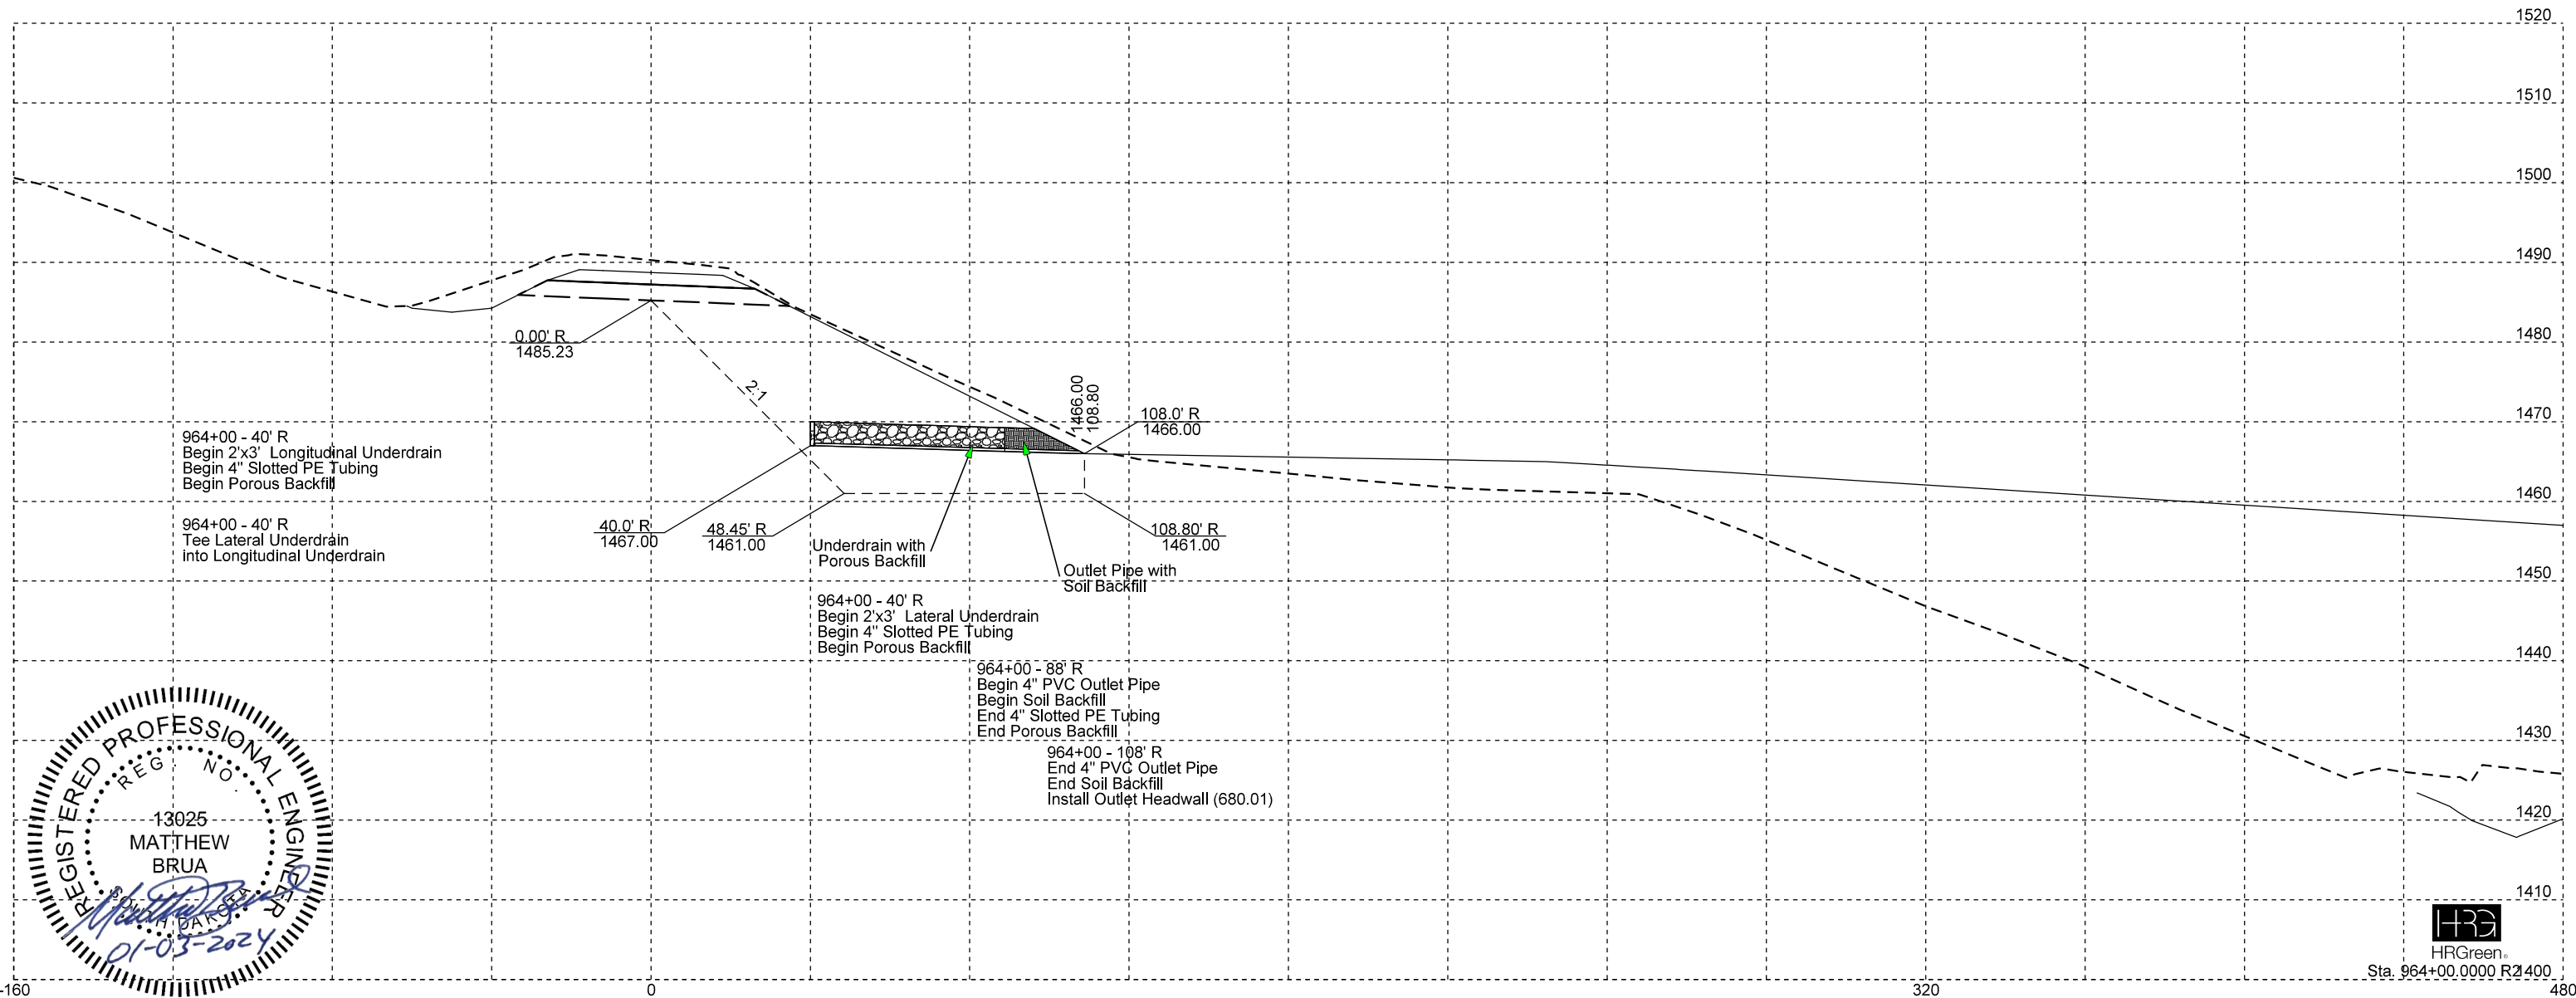 1520
1510
1500
1490
1480
1470
1460
1450
1440
1430
1420
1410
1400
0.00' R
1485.23
2:1
1466.00
108.80
108.0' R
1466.00
964+00 - 40' R
Begin 2'x3' Longitudinal Underdrain
Begin 4" Slotted PE Tubing
Begin Porous Backfill
964+00 - 40' R
Tee Lateral Underdrain
into Longitudinal Underdrain
40.0' R
1467.00
48.45' R
1461.00
108.80' R
1461.00
Underdrain with
Porous Backfill
Outlet Pipe with
Soil Backfill
964+00 - 40' R
Begin 2'x3' Lateral Underdrain
Begin 4" Slotted PE Tubing
Begin Porous Backfill
964+00 - 88' R
Begin 4" PVC Outlet Pipe
Begin Soil Backfill
End 4" Slotted PE Tubing
End Porous Backfill
964+00 - 108' R
End 4" PVC Outlet Pipe
End Soil Backfill
Install Outlet Headwall (680.01)
REGISTERED PROFESSIONAL ENGINEER
REG. NO.
13025
MATTHEW
BRUA
SOUTH DAKOTA
Matthew Brua
01-03-2024
HRG
HRGreen
Sta. 964+00.0000 R2
-160
0
320
480